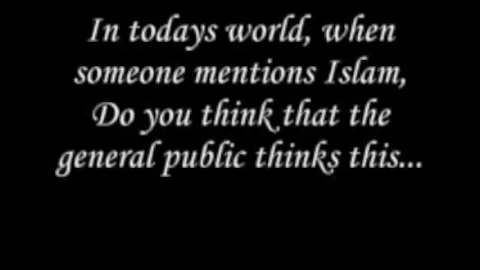 In todays world, when
someone mentions Islam,
Do you think that the
general public thinks this...